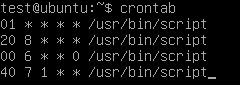 test@ubuntu:~$ crontab
01 * * * * /usr/bin/script
20 8 * * * /usr/bin/script
00 6 * * 0 /usr/bin/script
40 7 1 * * /usr/bin/script_